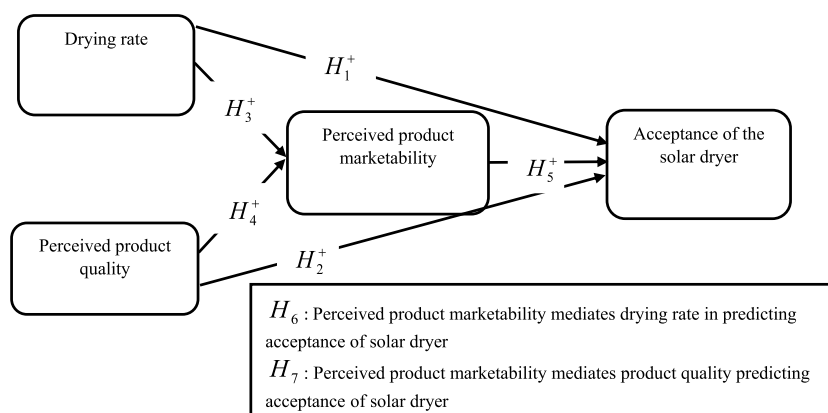 Drying rate
H₁⁺
H₃⁺
Perceived product
marketability
Acceptance of the
solar dryer
H₅⁺
H₄⁺
Perceived product
quality
H₂⁺
H₆ : Perceived product marketability mediates drying rate in predicting
acceptance of solar dryer
H₇ : Perceived product marketability mediates product quality predicting
acceptance of solar dryer